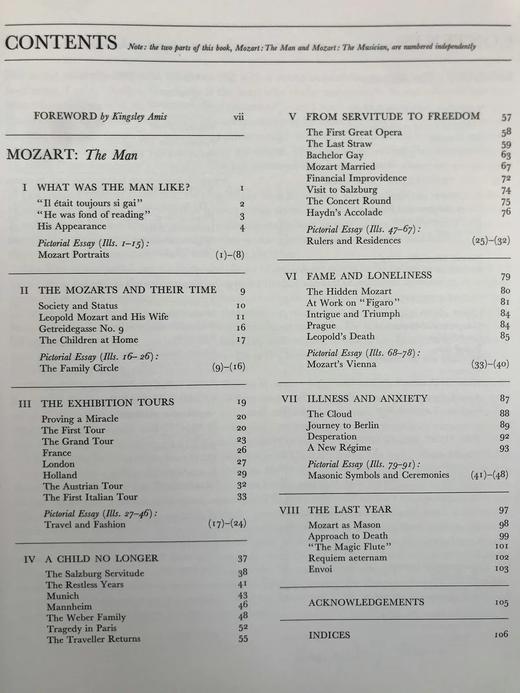 CONTENTS Note: the two parts of this book, Mozart: The Man and Mozart: The Musician, are numbered independently
FOREWORD by Kingsley Amis vii
MOZART: The Man
I WHAT WAS THE MAN LIKE? 1
"Il était toujours si gai" 2
"He was fond of reading" 3
His Appearance 4
Pictorial Essay (Ills. 1–15):
Mozart Portraits (1)–(8)
II THE MOZARTS AND THEIR TIME 9
Society and Status 10
Leopold Mozart and His Wife 11
Getreidegasse No. 9 16
The Children at Home 17
Pictorial Essay (Ills. 16–26):
The Family Circle (9)–(16)
III THE EXHIBITION TOURS 19
Proving a Miracle 20
The First Tour 20
The Grand Tour 23
France 26
London 27
Holland 29
The Austrian Tour 32
The First Italian Tour 33
Pictorial Essay (Ills. 27–46):
Travel and Fashion (17)–(24)
IV A CHILD NO LONGER 37
The Salzburg Servitude 38
The Restless Years 41
Munich 43
Mannheim 46
The Weber Family 48
Tragedy in Paris 52
The Traveller Returns 55
V FROM SERVITUDE TO FREEDOM 57
The First Great Opera 58
The Last Straw 59
Bachelor Gay 63
Mozart Married 67
Financial Improvidence 72
Visit to Salzburg 74
The Concert Round 75
Haydn's Accolade 76
Pictorial Essay (Ills. 47–67):
Rulers and Residences (25)–(32)
VI FAME AND LONELINESS 79
The Hidden Mozart 80
At Work on "Figaro" 81
Intrigue and Triumph 84
Prague 84
Leopold's Death 85
Pictorial Essay (Ills. 68–78):
Mozart's Vienna (33)–(40)
VII ILLNESS AND ANXIETY 87
The Cloud 88
Journey to Berlin 89
Desperation 92
A New Régime 93
Pictorial Essay (Ills. 79–91):
Masonic Symbols and Ceremonies (41)–(48)
VIII THE LAST YEAR 97
Mozart as Mason 98
Approach to Death 99
"The Magic Flute" 101
Requiem aeternam 102
Envoi 103
ACKNOWLEDGEMENTS 105
INDICES 106